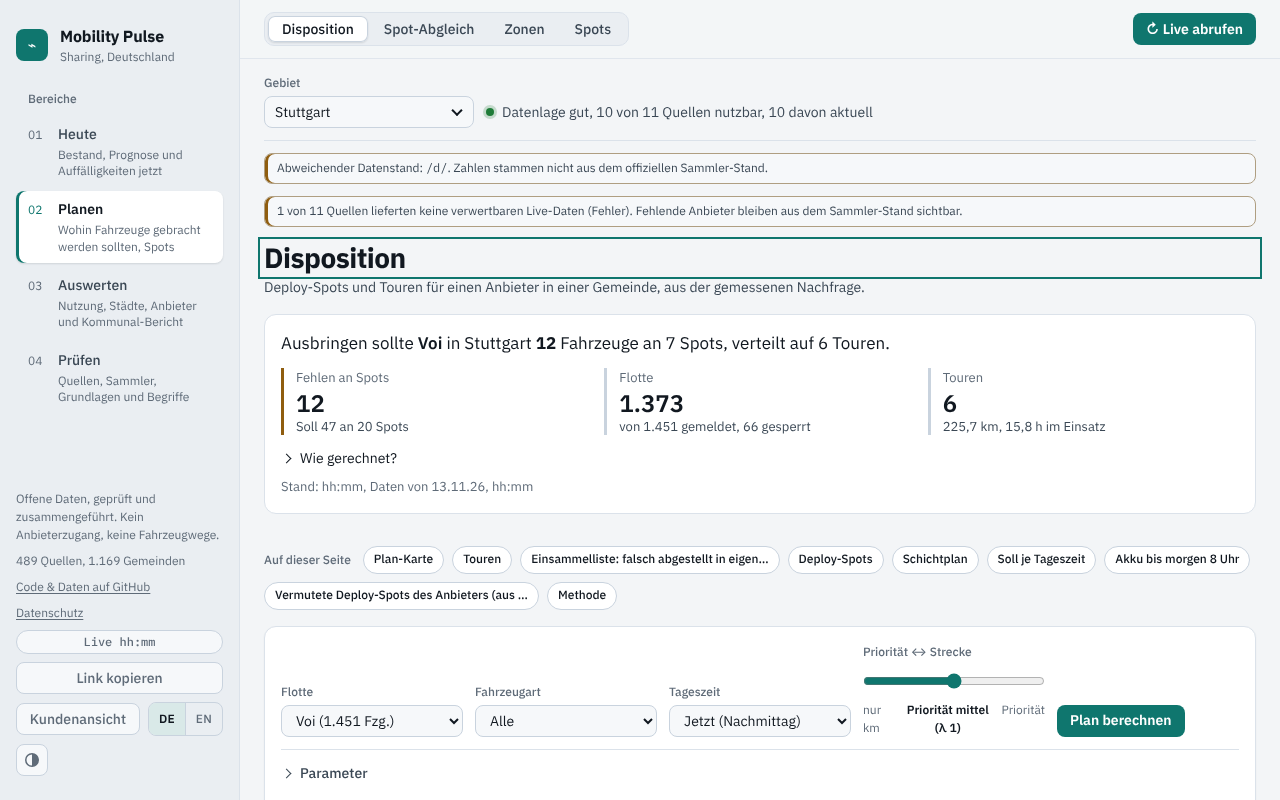 Mobility Pulse
Sharing, Deutschland
Bereiche
01 Heute
Bestand, Prognose und
Auffälligkeiten jetzt
02 Planen
Wohin Fahrzeuge gebracht
werden sollten, Spots
03 Auswerten
Nutzung, Städte, Anbieter
und Kommunal-Bericht
04 Prüfen
Quellen, Sammler,
Grundlagen und Begriffe
Offene Daten, geprüft und
zusammengeführt. Kein
Anbieterzugang, keine Fahrzeugwege.
489 Quellen, 1.169 Gemeinden
Code & Daten auf GitHub
Datenschutz
Live hh:mm
Link kopieren
Kundenansicht DE EN
Disposition Spot-Abgleich Zonen Spots
↻ Live abrufen
Gebiet
Stuttgart
Datenlage gut, 10 von 11 Quellen nutzbar, 10 davon aktuell
Abweichender Datenstand: /d/. Zahlen stammen nicht aus dem offiziellen Sammler-Stand.
1 von 11 Quellen lieferten keine verwertbaren Live-Daten (Fehler). Fehlende Anbieter bleiben aus dem Sammler-Stand sichtbar.
Disposition
Deploy-Spots und Touren für einen Anbieter in einer Gemeinde, aus der gemessenen Nachfrage.
Ausbringen sollte Voi in Stuttgart 12 Fahrzeuge an 7 Spots, verteilt auf 6 Touren.
Fehlen an Spots
12
Soll 47 an 20 Spots
Flotte
1.373
von 1.451 gemeldet, 66 gesperrt
Touren
6
225,7 km, 15,8 h im Einsatz
Wie gerechnet?
Stand: hh:mm, Daten von 13.11.26, hh:mm
Auf dieser Seite Plan-Karte Touren Einsammelliste: falsch abgestellt in eigen... Deploy-Spots Schichtplan Soll je Tageszeit Akku bis morgen 8 Uhr
Vermutete Deploy-Spots des Anbieters (aus ... Methode
Flotte
Voi (1.451 Fzg.)
Fahrzeugart
Alle
Tageszeit
Jetzt (Nachmittag)
Priorität ↔ Strecke
nur km
Priorität mittel (λ 1)
Priorität
Plan berechnen
Parameter